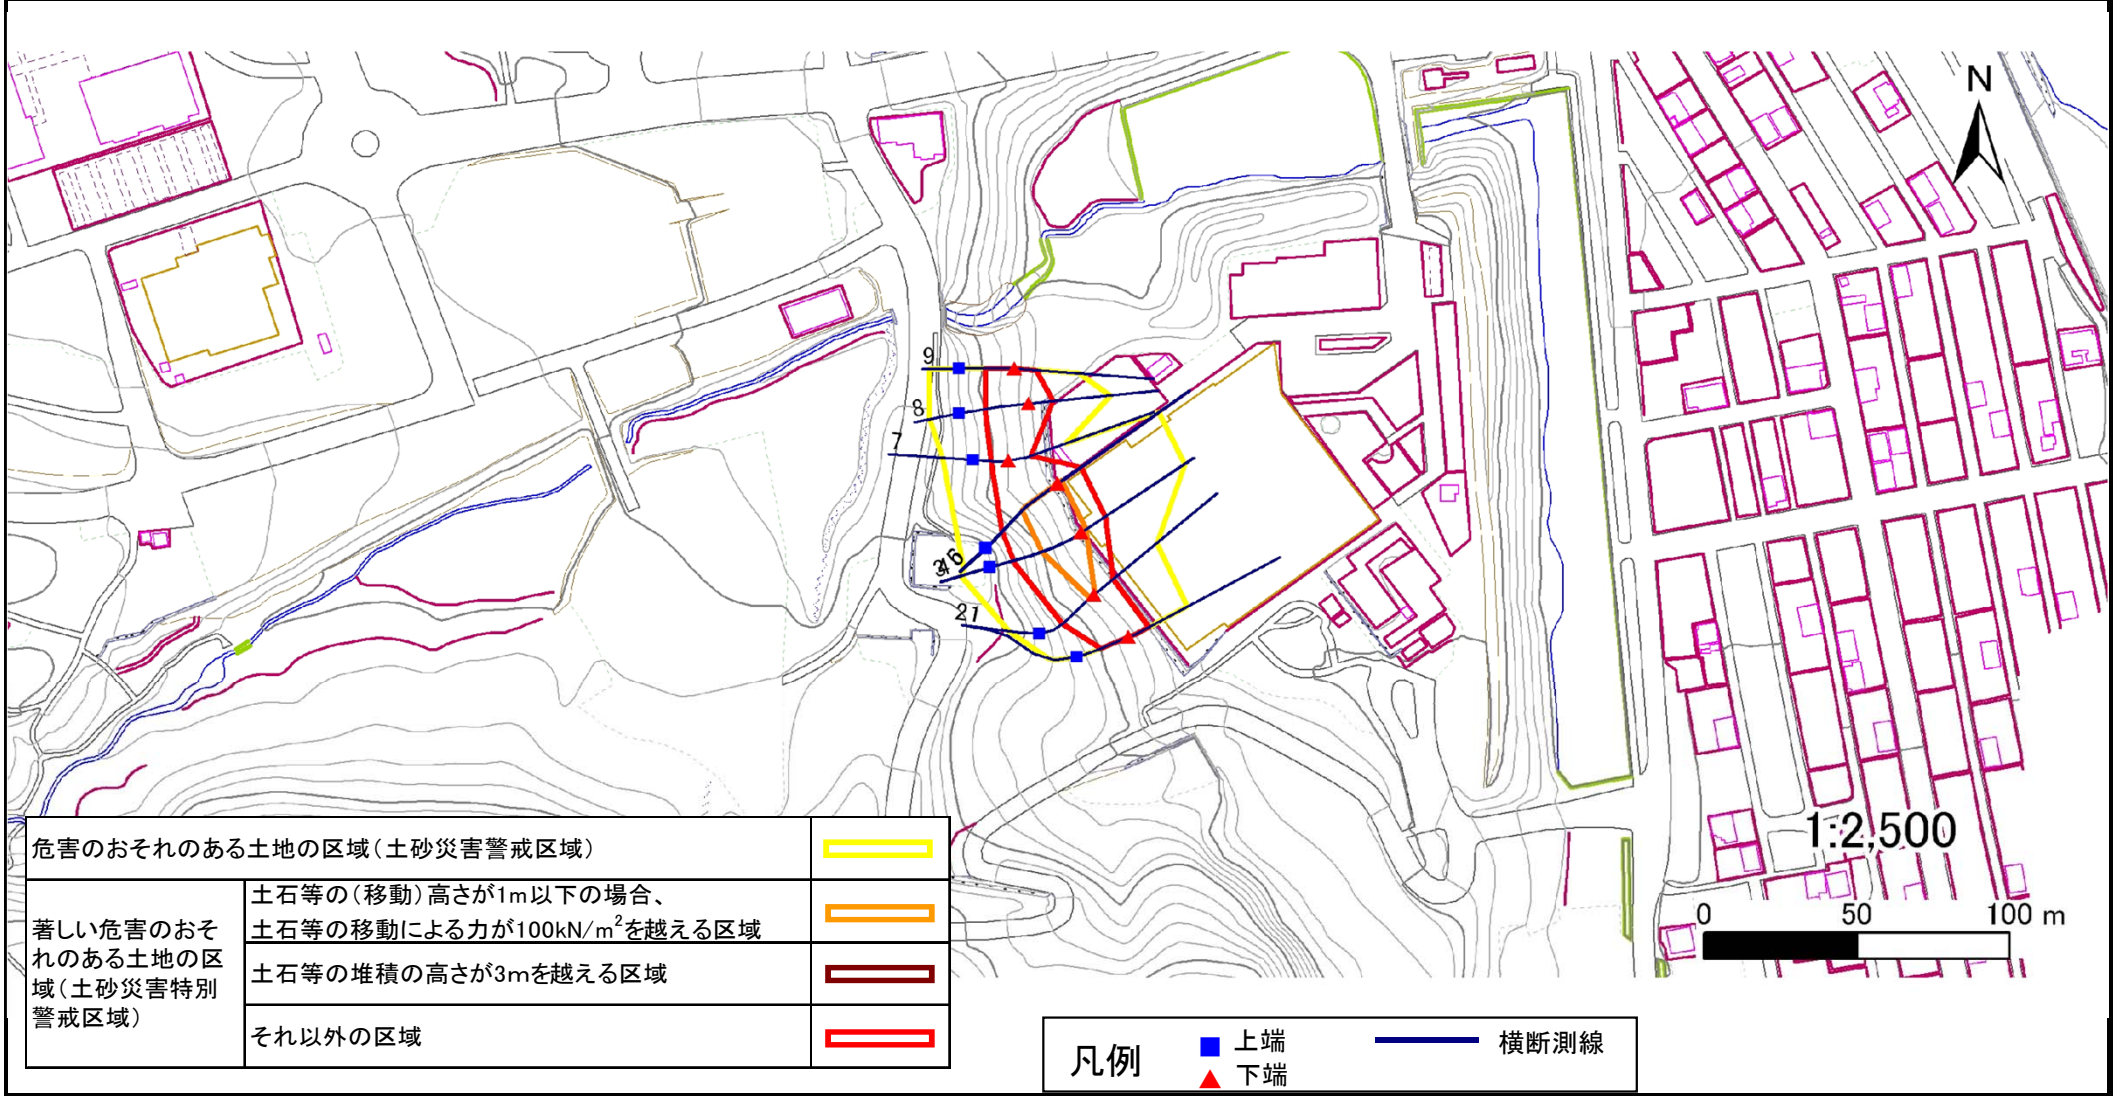 N
9
8
7
21
1:2,500
0 50 100 m
危害のおそれのある土地の区域(土砂災害警戒区域)
著しい危害のおそ
れのある土地の区
域(土砂災害特別
警戒区域)
土石等の(移動)高さが1m以下の場合、
土石等の移動による力が100kN/m²を越える区域
土石等の堆積の高さが3mを越える区域
それ以外の区域
凡例
上端
下端
横断測線